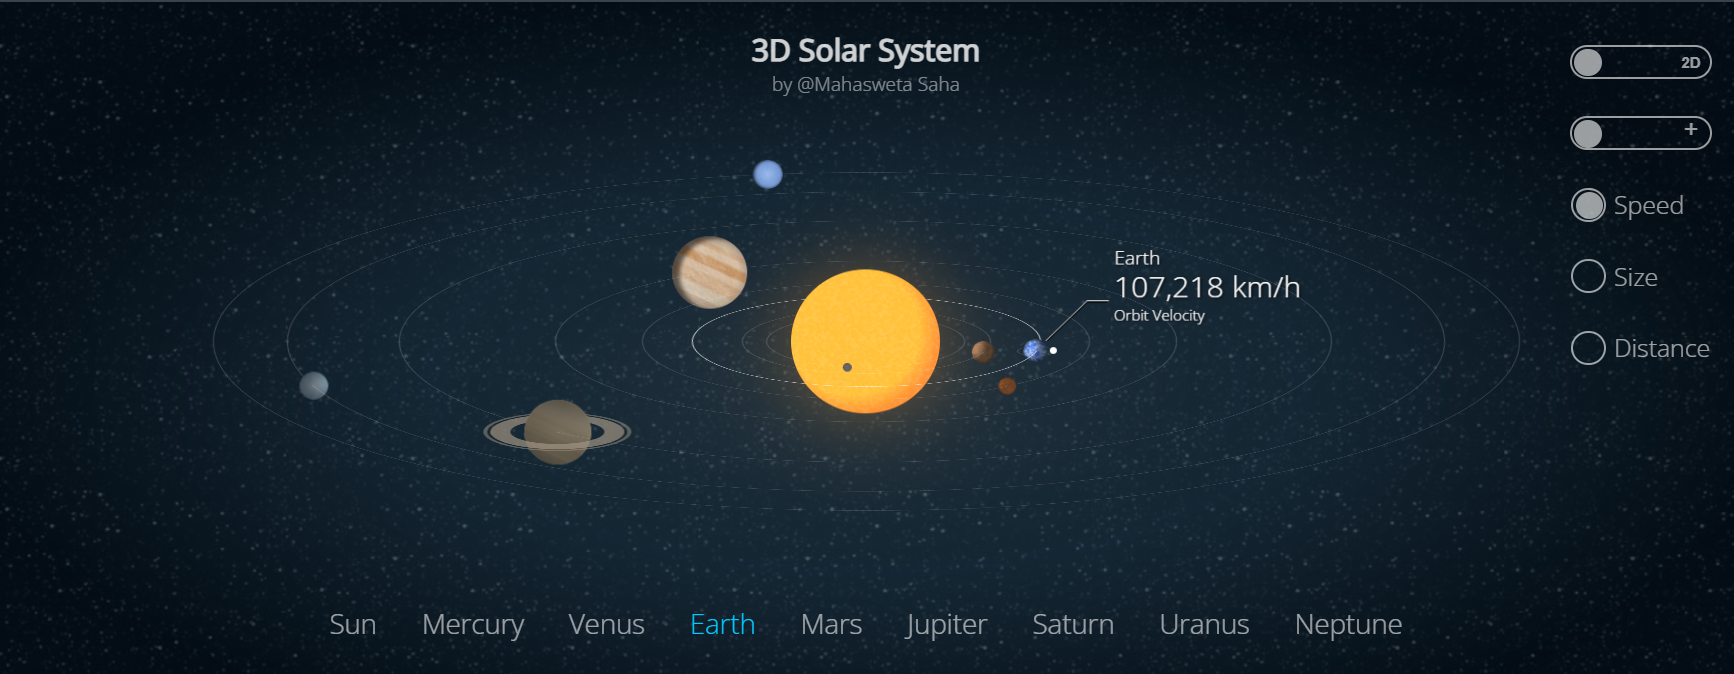 3D Solar System
by @Mahasweta Saha
2D
+
Speed
Size
Distance
Earth
107,218 km/h
Orbit Velocity
Sun Mercury Venus Earth Mars Jupiter Saturn Uranus Neptune